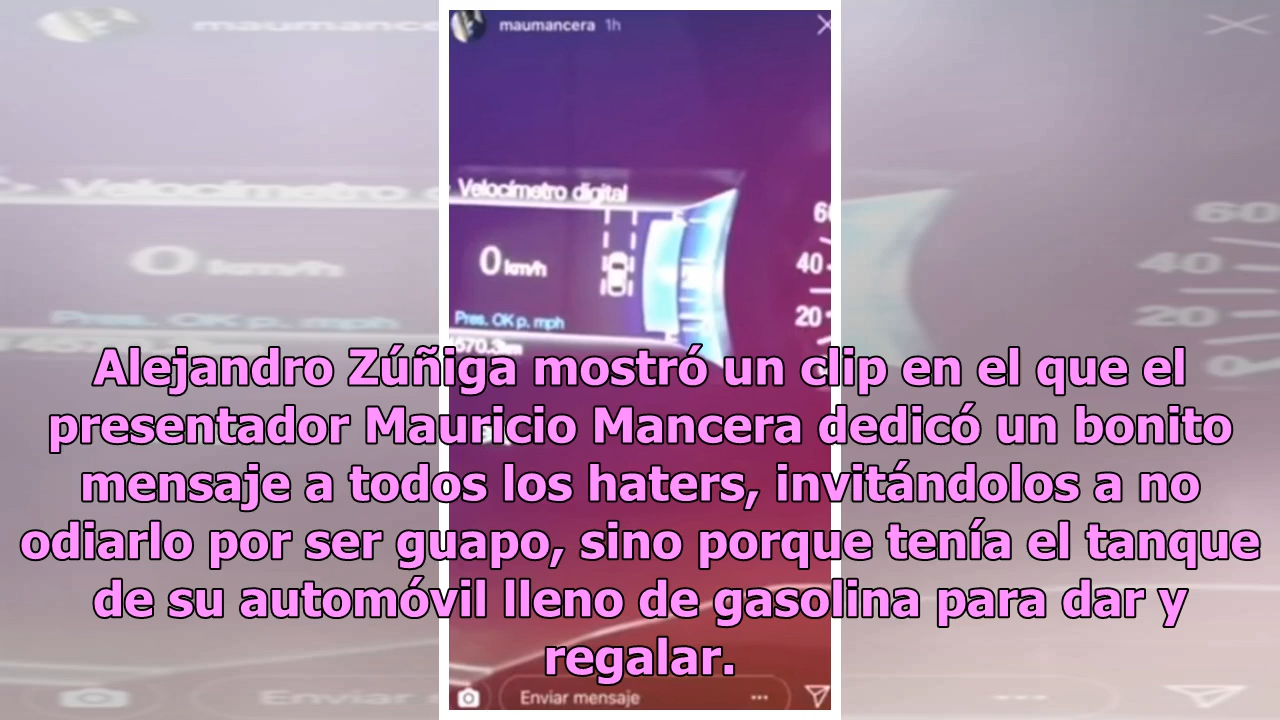 maumancera 1h
Velocímetro digital
60
0 km/h
40
Pres. OK p. mph
20
Alejandro Zúñiga mostró un clip en el que el
presentador Mauricio Mancera dedicó un bonito
mensaje a todos los haters, invitándolos a no
odiarlo por ser guapo, sino porque tenía el tanque
de su automóvil lleno de gasolina para dar y
regalar.
Enviar mensaje